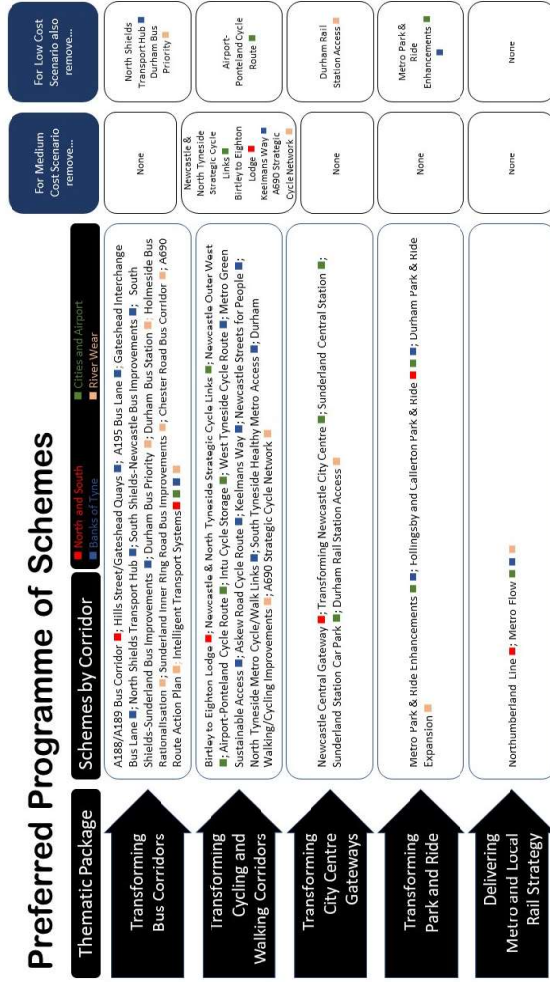 Preferred Programme of Schemes
Thematic Package
Schemes by Corridor
North and South
Cities and Airport
Banks of Tyne
River Wear
For Medium
Cost Scenario
remove...
For Low Cost
Scenario also
remove...
Transforming
Bus Corridors
A188/A189 Bus Corridor ; Hills Street/Gateshead Quays ; A195 Bus Lane ; Gateshead Interchange
Bus Lane ; North Shields Transport Hub ; South Shields-Newcastle Bus Improvements ; South
Shields-Sunderland Bus Improvements ; Durham Bus Priority ; Durham Bus Station ; Holmeside Bus
Rationalisation ; Sunderland Inner Ring Road Bus Improvements ; Chester Road Bus Corridor ; A690
Route Action Plan ; Intelligent Transport Systems
None
North Shields
Transport Hub
Durham Bus
Priority
Transforming
Cycling and
Walking Corridors
Birtley to Eighton Lodge ; Newcastle & North Tyneside Strategic Cycle Links ; Newcastle Outer West
; Airport-Ponteland Cycle Route ; Intu Cycle Storage ; West Tyneside Cycle Route ; Metro Green
Sustainable Access ; Askew Road Cycle Route ; Keelmans Way ; Newcastle Streets for People ;
North Tyneside Metro Cycle/Walk Links ; South Tyneside Healthy Metro Access ; Durham
Walking/Cycling Improvements ; A690 Strategic Cycle Network
Newcastle &
North Tyneside
Strategic Cycle
Links
Birtley to Eighton
Lodge
Keelmans Way
A690 Strategic
Cycle Network
Airport-
Ponteland Cycle
Route
Transforming
City Centre
Gateways
Newcastle Central Gateway ; Transforming Newcastle City Centre ; Sunderland Central Station ;
Sunderland Station Car Park ; Durham Rail Station Access
None
Durham Rail
Station Access
Transforming
Park and Ride
Metro Park & Ride Enhancements ; Follingsby and Callerton Park & Ride ; Durham Park & Ride
Expansion
None
Metro Park &
Ride
Enhancements
Delivering
Metro and Local
Rail Strategy
Northumberland Line ; Metro Flow
None
None